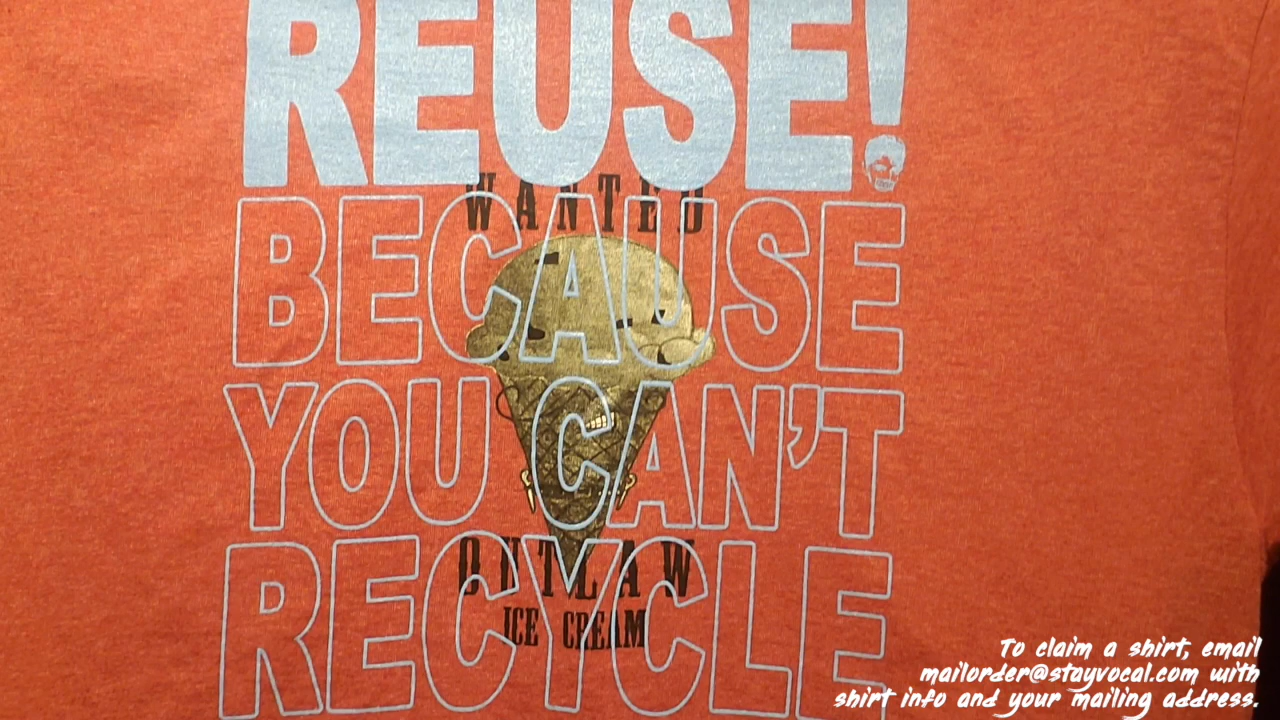 REUSE!
WANTED
BECAUSE
YOU CAN'T
OUTLAW
RECYCLE
ICE CREAM
To claim a shirt, email
mailorder@stayvocal.com with
shirt info and your mailing address.